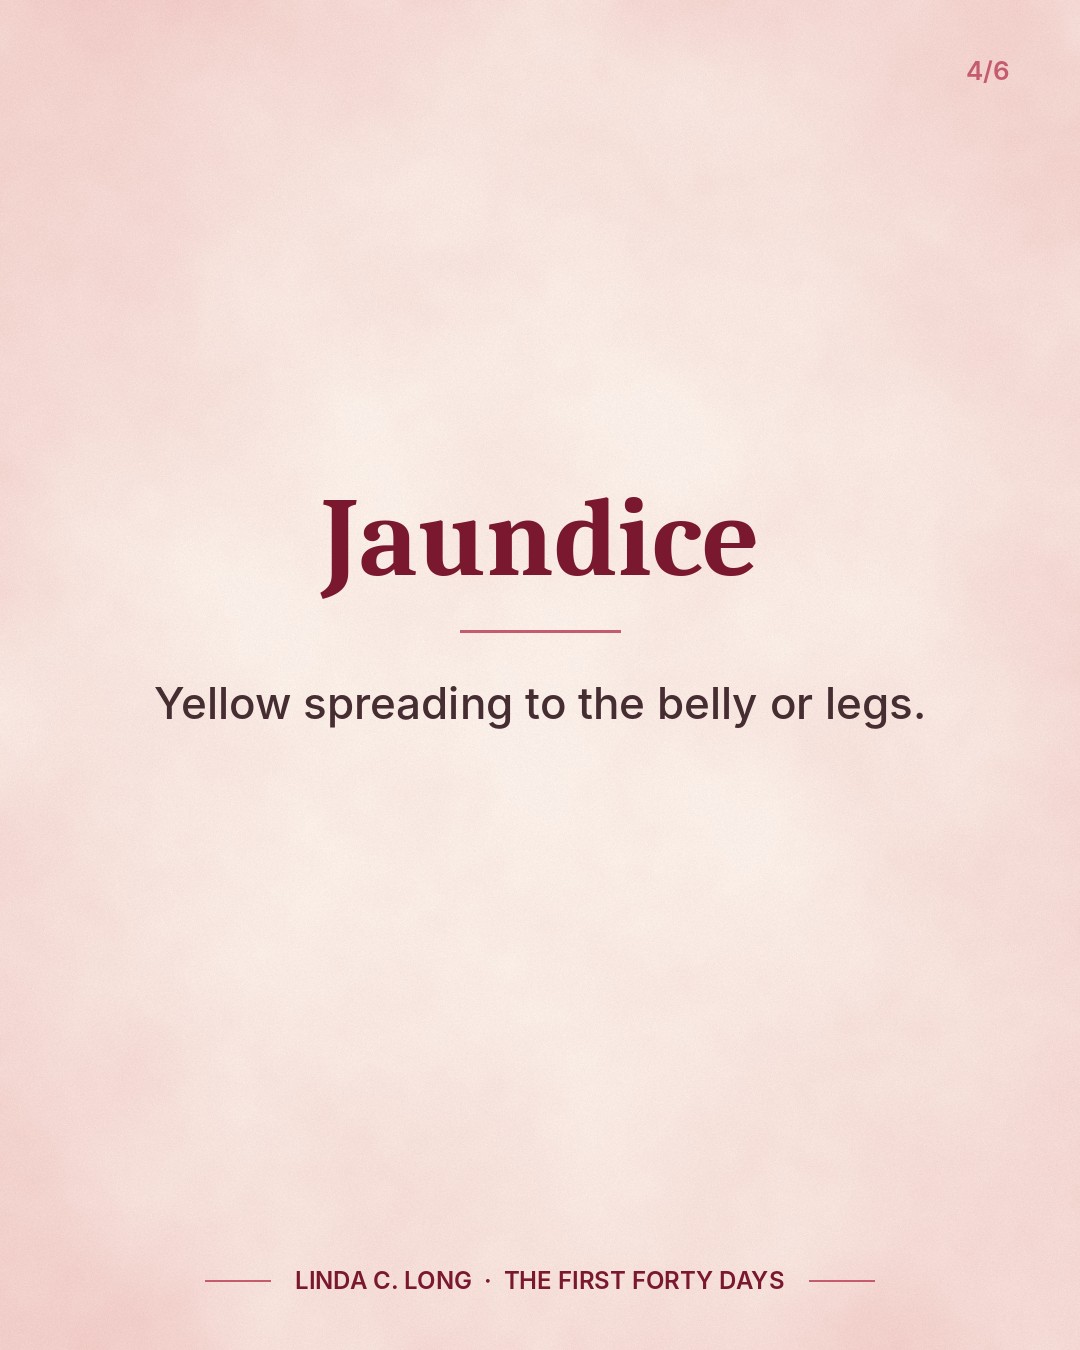 4/6
Jaundice
Yellow spreading to the belly or legs.
LINDA C. LONG · THE FIRST FORTY DAYS